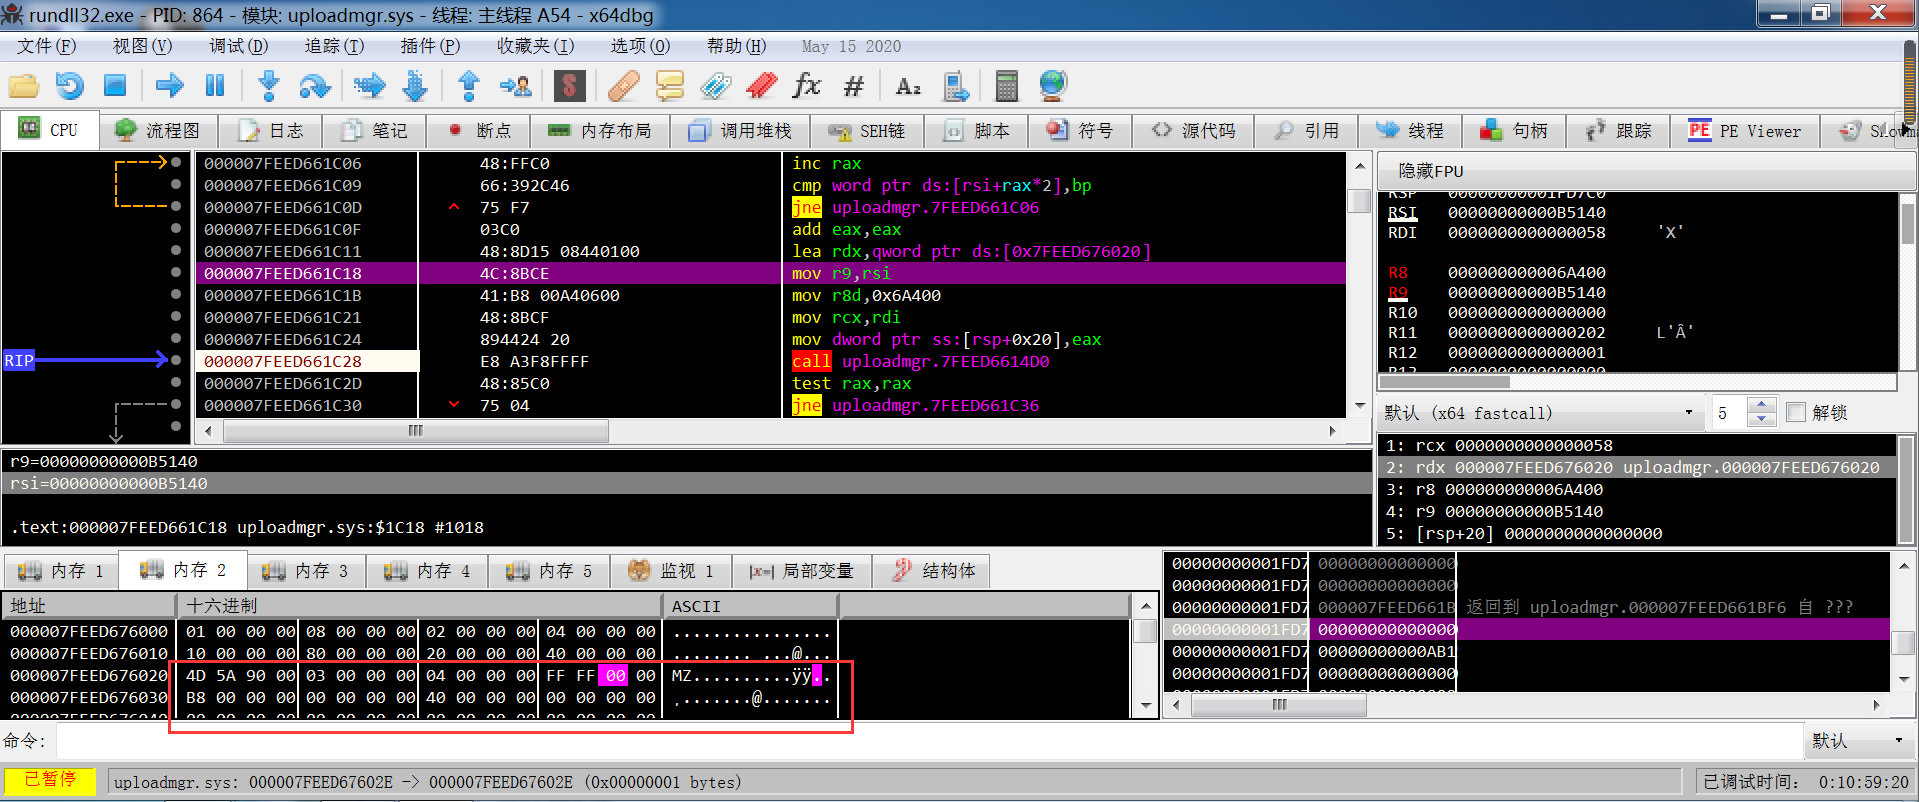 rundll32.exe - PID: 864 - 模块: uploadmgr.sys - 线程: 主线程 A54 - x64dbg
文件(F) 视图(V) 调试(D) 追踪(T) 插件(P) 收藏夹(I) 选项(O) 帮助(H) May 15 2020
CPU 流程图 日志 笔记 断点 内存布局 调用堆栈 SEH链 脚本 符号 源代码 引用 线程 句柄 跟踪 PE Viewer
000007FEED661C06 48:FFC0 inc rax
000007FEED661C09 66:392C46 cmp word ptr ds:[rsi+rax*2],bp
000007FEED661C0D 75 F7 jne uploadmgr.7FEED661C06
000007FEED661C0F 03C0 add eax,eax
000007FEED661C11 48:8D15 08440100 lea rdx,qword ptr ds:[0x7FEED676020]
000007FEED661C18 4C:8BCE mov r9,rsi
000007FEED661C1B 41:B8 00A40600 mov r8d,0x6A400
000007FEED661C21 48:8BCF mov rcx,rdi
000007FEED661C24 894424 20 mov dword ptr ss:[rsp+0x20],eax
RIP 000007FEED661C28 E8 A3F8FFFF call uploadmgr.7FEED6614D0
000007FEED661C2D 48:85C0 test rax,rax
000007FEED661C30 75 04 jne uploadmgr.7FEED661C36
隐藏FPU
RSP 00000000001FD7C0
RSI 00000000000B5140
RDI 0000000000000058 'X'
R8 000000000006A400
R9 00000000000B5140
R10 0000000000000000
R11 0000000000000202 L'Ȃ'
R12 0000000000000001
R13 0000000000000000
默认 (x64 fastcall) 5 解锁
1: rcx 0000000000000058
2: rdx 000007FEED676020 uploadmgr.000007FEED676020
3: r8 000000000006A400
4: r9 00000000000B5140
5: [rsp+20] 0000000000000000
r9=00000000000B5140
rsi=00000000000B5140
.text:000007FEED661C18 uploadmgr.sys:$1C18 #1018
内存 1 内存 2 内存 3 内存 4 内存 5 监视 1 [x=] 局部变量 结构体
地址 十六进制 ASCII
000007FEED676000 01 00 00 00 08 00 00 00 02 00 00 00 04 00 00 00 ................
000007FEED676010 10 00 00 00 80 00 00 00 20 00 00 00 40 00 00 00 ........ ...@...
000007FEED676020 4D 5A 90 00 03 00 00 00 04 00 00 00 FF FF 00 00 MZ..........ÿÿ..
000007FEED676030 B8 00 00 00 00 00 00 00 40 00 00 00 00 00 00 00 ¸.......@.......
00000000001FD7 00000000000000
00000000001FD7 00000000000000
00000000001FD7 000007FEED661B 返回到 uploadmgr.000007FEED661BF6 自 ???
00000000001FD7 00000000000000
00000000001FD7 00000000000AB1
00000000001FD7 00000000000000
命令: 默认
已暂停 uploadmgr.sys: 000007FEED67602E -> 000007FEED67602E (0x00000001 bytes) 已调试时间: 0:10:59:20